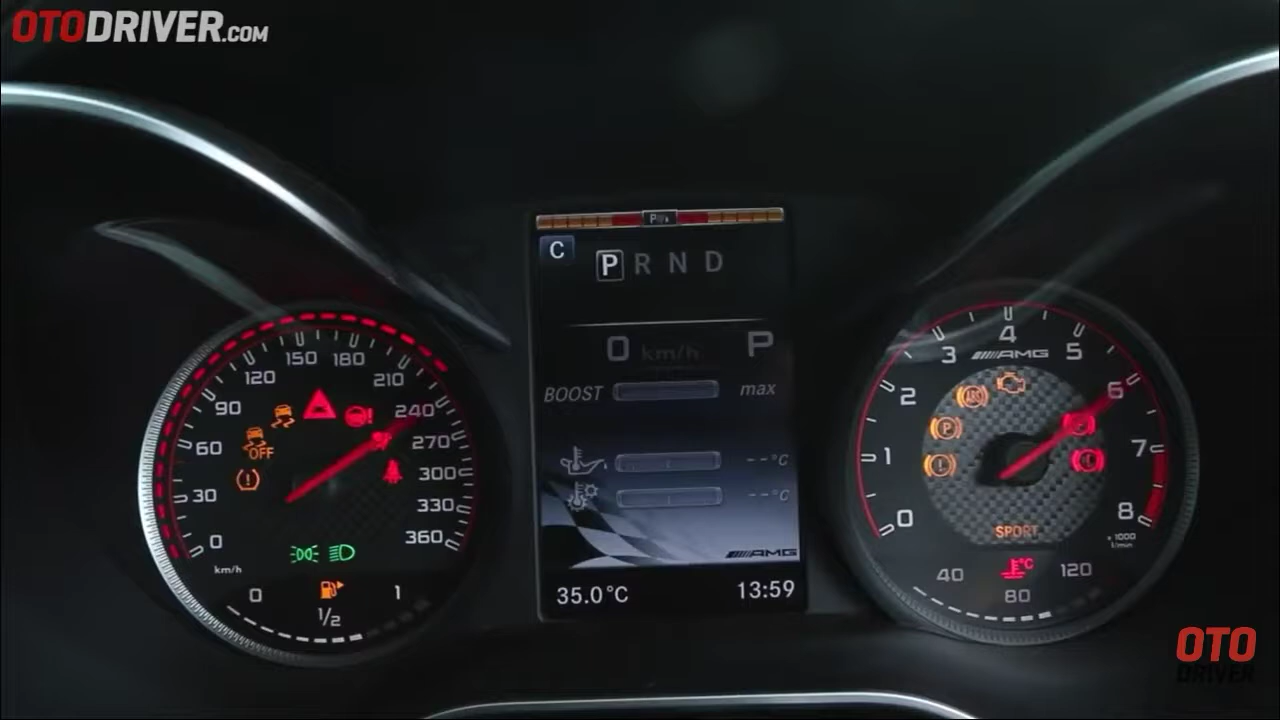 OTODRIVER.COM
C
P R N D
0 km/h P
BOOST max
--°C
--°C
AMG
35.0°C 13:59
0
30
60
90
120
150
180
210
240
270
300
330
360
km/h
OFF
0
1/2
1
0
1
2
3
4
5
6
7
8
AMG
ABS
P
SPORT
x 1000
1/min
°C
40
80
120
OTO
DRIVER